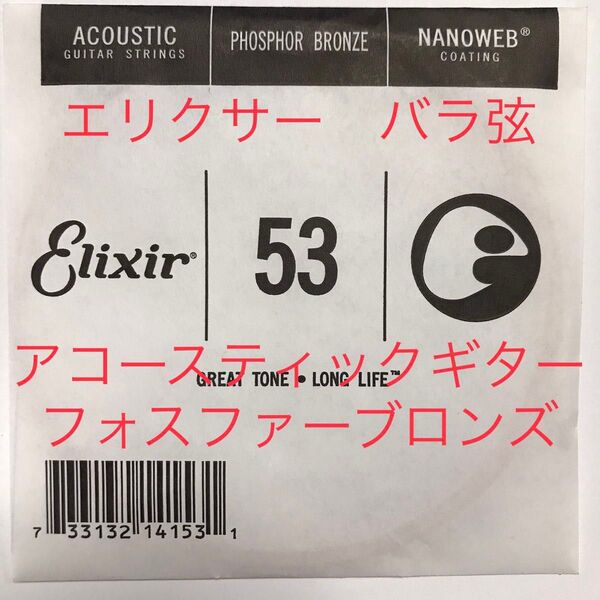 ACOUSTIC
GUITAR STRINGS
PHOSPHOR BRONZE
NANOWEB®
COATING
エリクサー　バラ弦
Elixir®
53
アコースティックギター
GREAT TONE • LONG LIFE™
フォスファーブロンズ
7 33132 14153 1